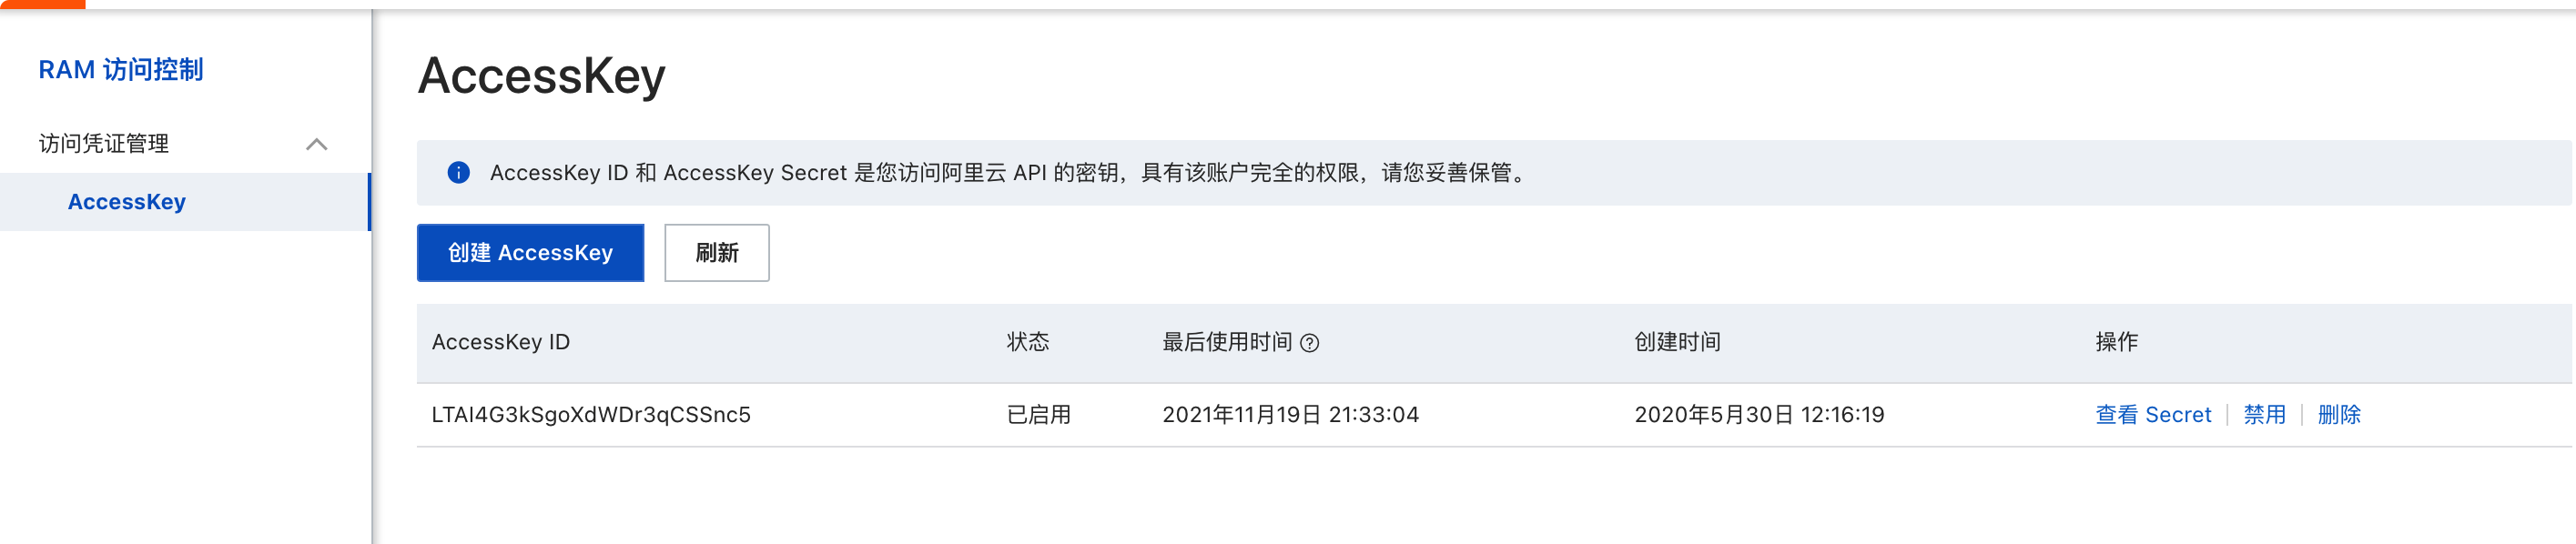 RAM 访问控制
访问凭证管理
AccessKey
AccessKey
AccessKey ID 和 AccessKey Secret 是您访问阿里云 API 的密钥，具有该账户完全的权限，请您妥善保管。
创建 AccessKey 刷新
AccessKey ID 状态 最后使用时间 创建时间 操作
LTAI4G3kSgoXdWDr3qCSSnc5 已启用 2021年11月19日 21:33:04 2020年5月30日 12:16:19 查看 Secret | 禁用 | 删除